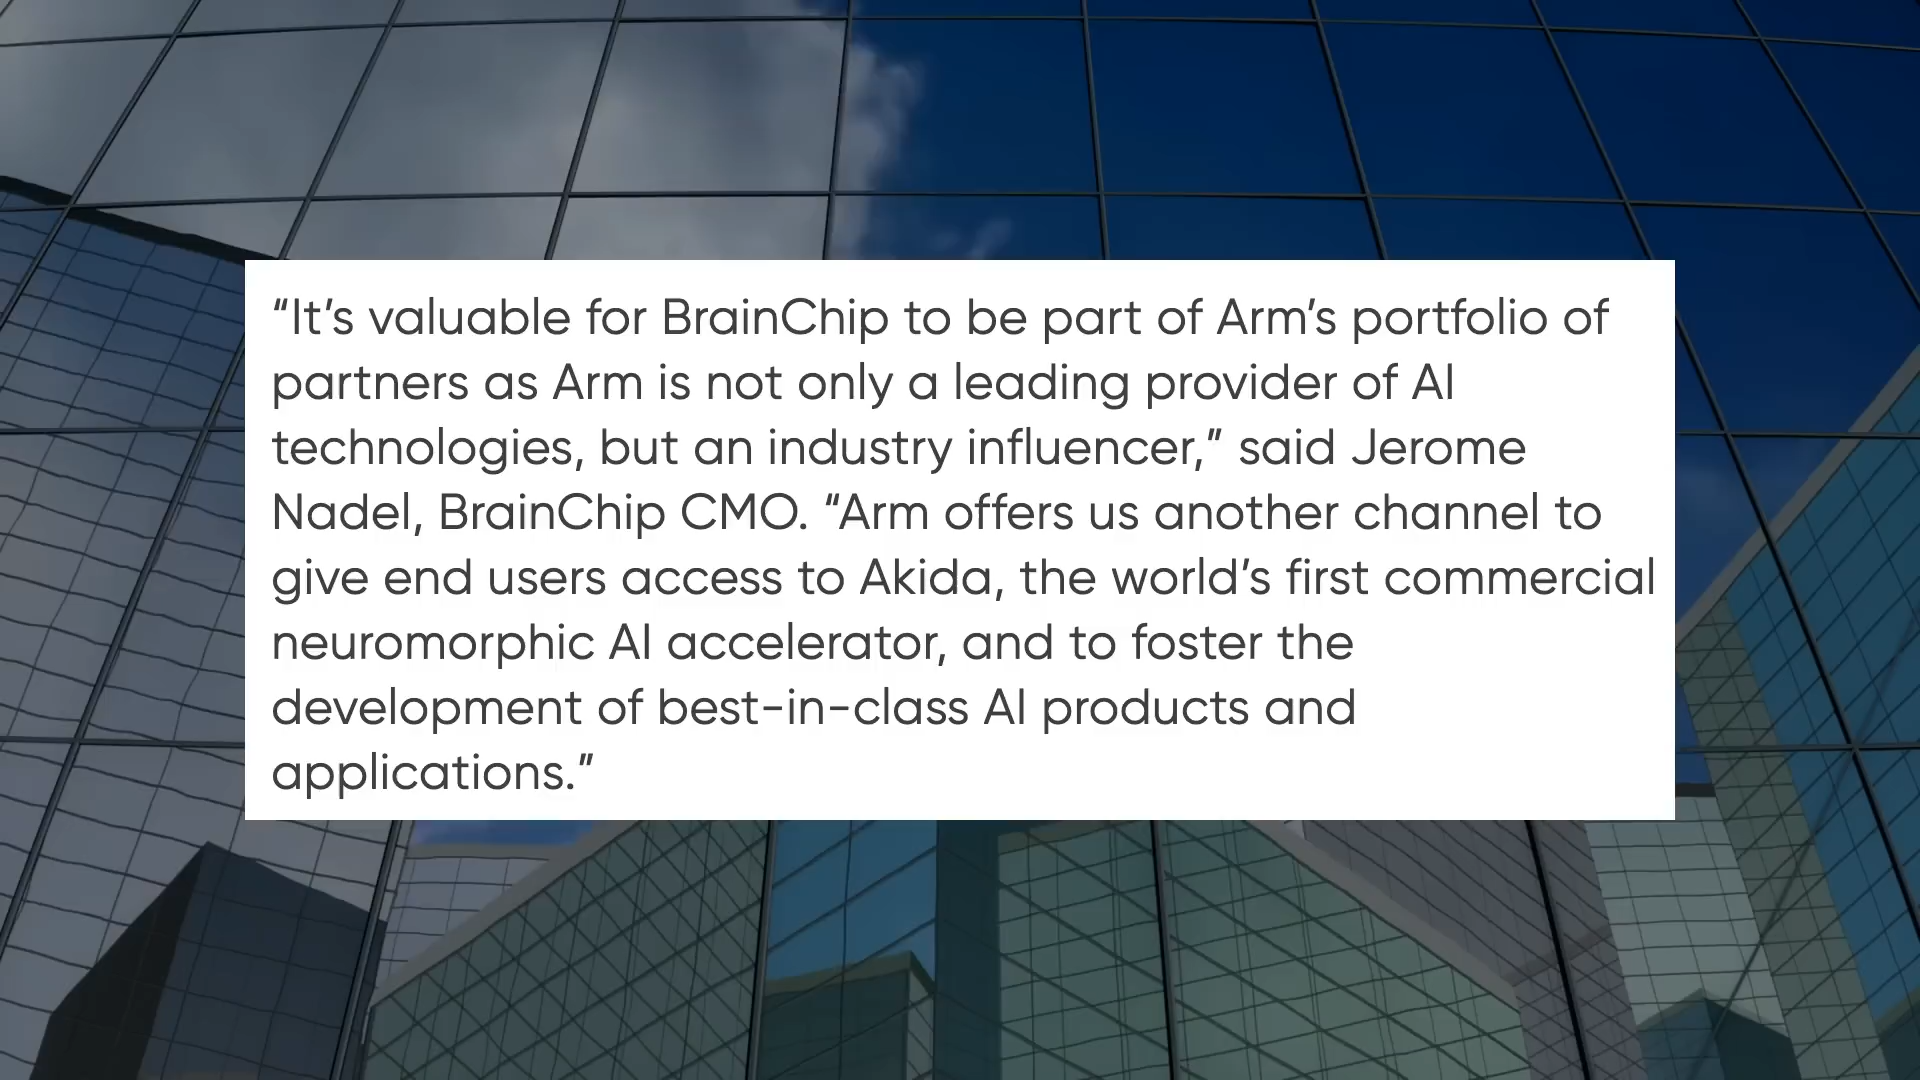 “It’s valuable for BrainChip to be part of Arm’s portfolio of
partners as Arm is not only a leading provider of AI
technologies, but an industry influencer,” said Jerome
Nadel, BrainChip CMO. “Arm offers us another channel to
give end users access to Akida, the world’s first commercial
neuromorphic AI accelerator, and to foster the
development of best-in-class AI products and
applications.”